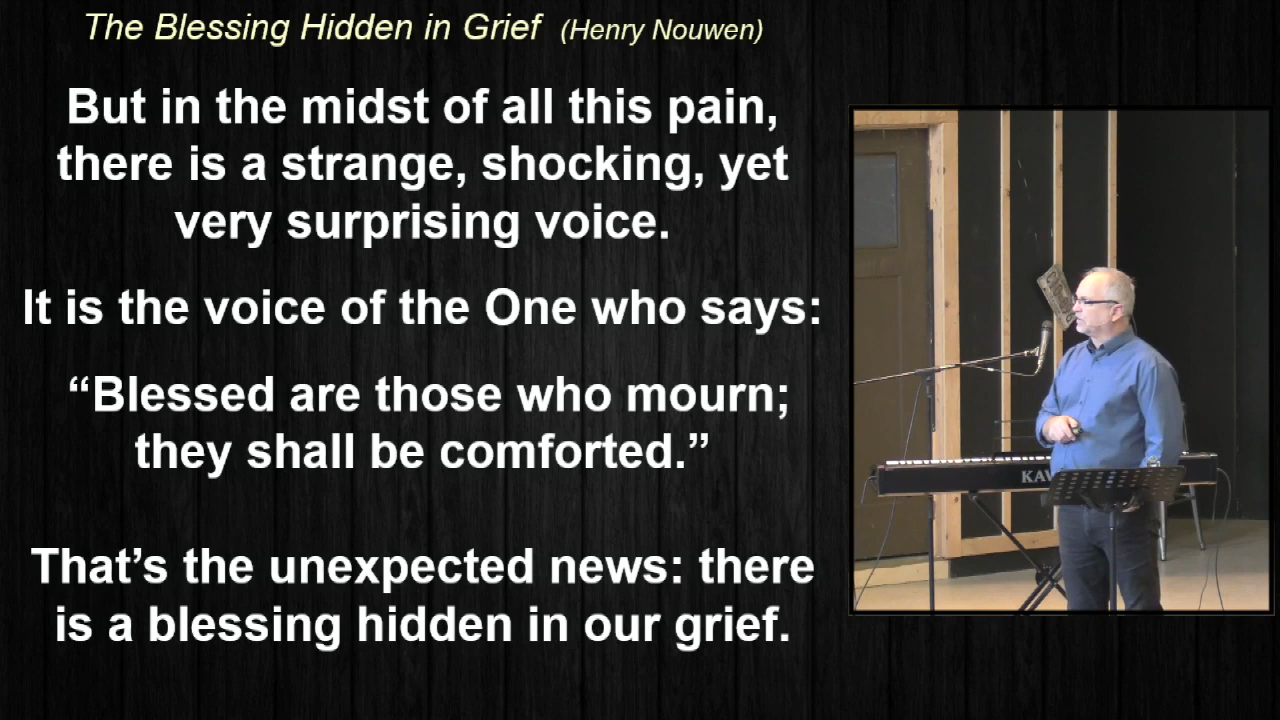 The Blessing Hidden in Grief (Henry Nouwen)
But in the midst of all this pain,
there is a strange, shocking, yet
very surprising voice.
It is the voice of the One who says:
“Blessed are those who mourn;
they shall be comforted.”
That’s the unexpected news: there
is a blessing hidden in our grief.
KAW